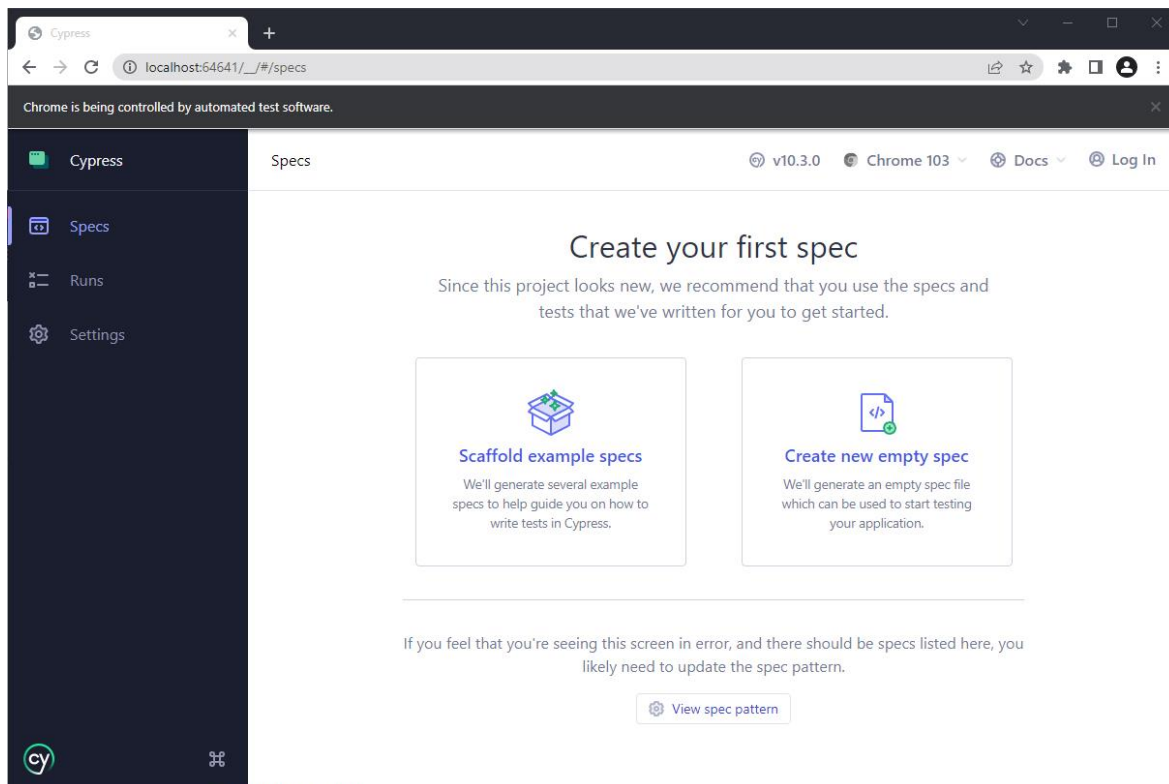 Cypress
localhost:64641/__/#/specs
Chrome is being controlled by automated test software.
Cypress
Specs
v10.3.0
Chrome 103
Docs
Log In
Specs
Runs
Settings
Create your first spec
Since this project looks new, we recommend that you use the specs and
tests that we've written for you to get started.
Scaffold example specs
We'll generate several example
specs to help guide you on how to
write tests in Cypress.
Create new empty spec
We'll generate an empty spec file
which can be used to start testing
your application.
If you feel that you're seeing this screen in error, and there should be specs listed here, you
likely need to update the spec pattern.
View spec pattern
cy